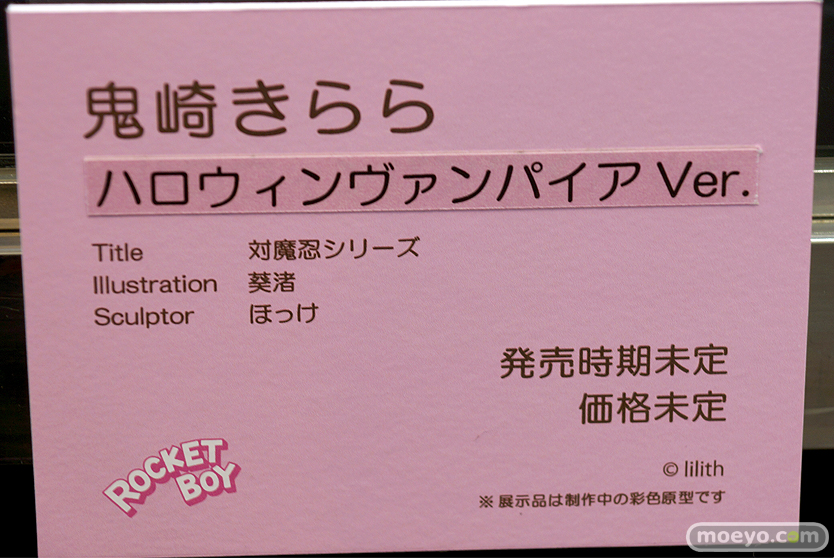 鬼崎きらら
ハロウィンヴァンパイア Ver.
Title 対魔忍シリーズ
Illustration 葵渚
Sculptor ほっけ
発売時期未定
価格未定
ROCKET
BOY
© lilith
※展示品は制作中の彩色原型です
moeyo.com